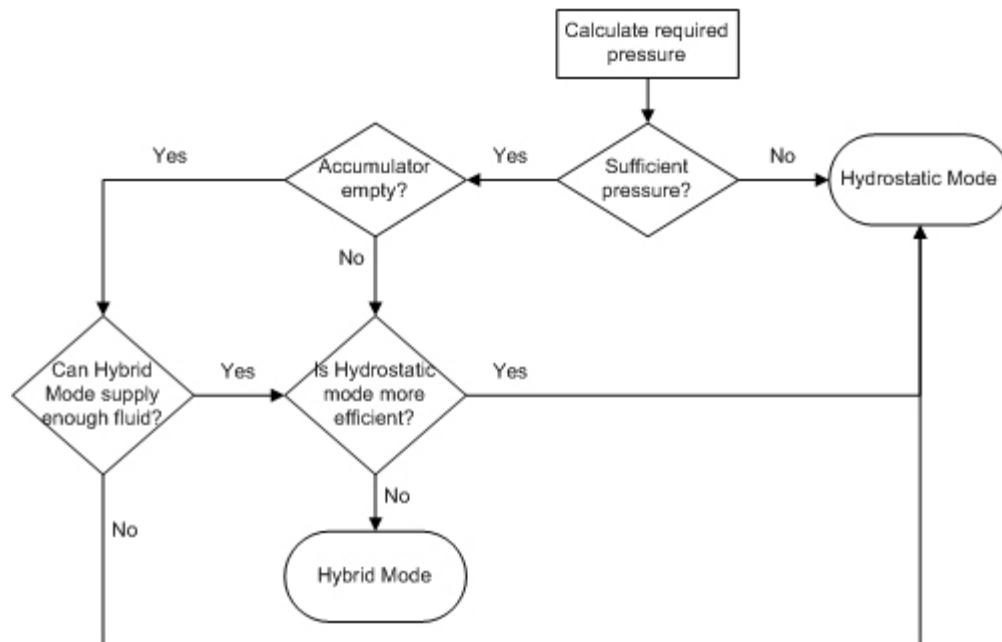 Calculate required
pressure
Yes
Accumulator
empty?
Yes
Sufficient
pressure?
No
Hydrostatic Mode
No
Can Hybrid
Mode supply
enough fluid?
Yes
Is Hydrostatic
mode more
efficient?
Yes
No
No
Hybrid Mode